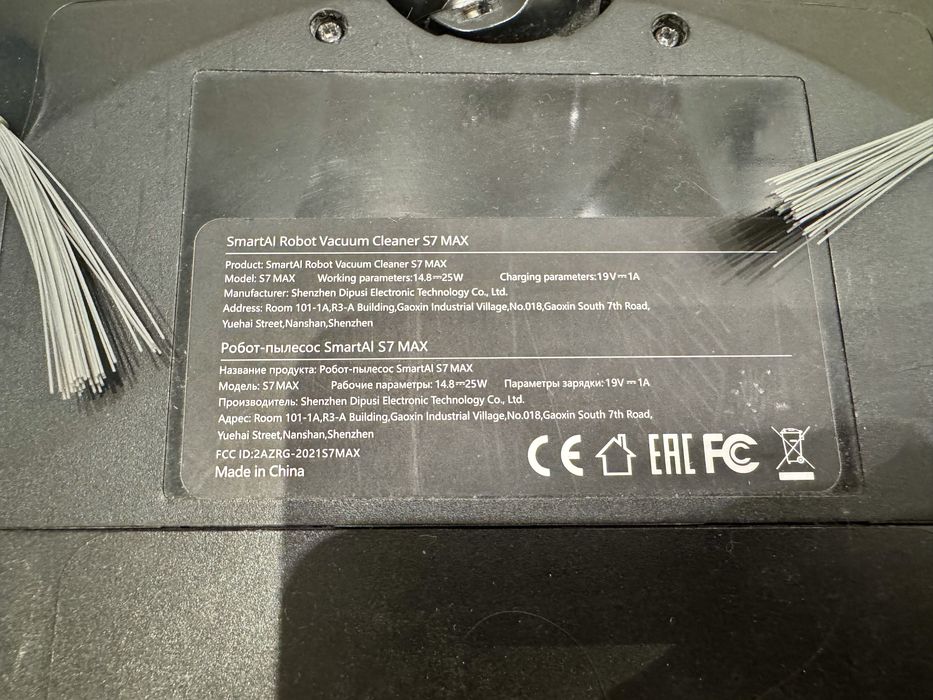 SmartAI Robot Vacuum Cleaner S7 MAX
Product: SmartAI Robot Vacuum Cleaner S7 MAX
Model: S7 MAX Working parameters:14.8⎓25W Charging parameters:19V⎓1A
Manufacturer: Shenzhen Dipusi Electronic Technology Co., Ltd.
Address: Room 101-1A,R3-A Building,Gaoxin Industrial Village,No.018,Gaoxin South 7th Road,
Yuehai Street,Nanshan,Shenzhen
Робот-пылесос SmartAI S7 MAX
Название продукта: Робот-пылесос SmartAI S7 MAX
Модель: S7 MAX Рабочие параметры: 14.8⎓25W Параметры зарядки: 19V⎓1A
Производитель: Shenzhen Dipusi Electronic Technology Co., Ltd.
Адрес: Room 101-1A,R3-A Building,Gaoxin Industrial Village,No.018,Gaoxin South 7th Road,
Yuehai Street,Nanshan,Shenzhen
FCC ID:2AZRG-2021S7MAX
Made in China
CE EAC FC